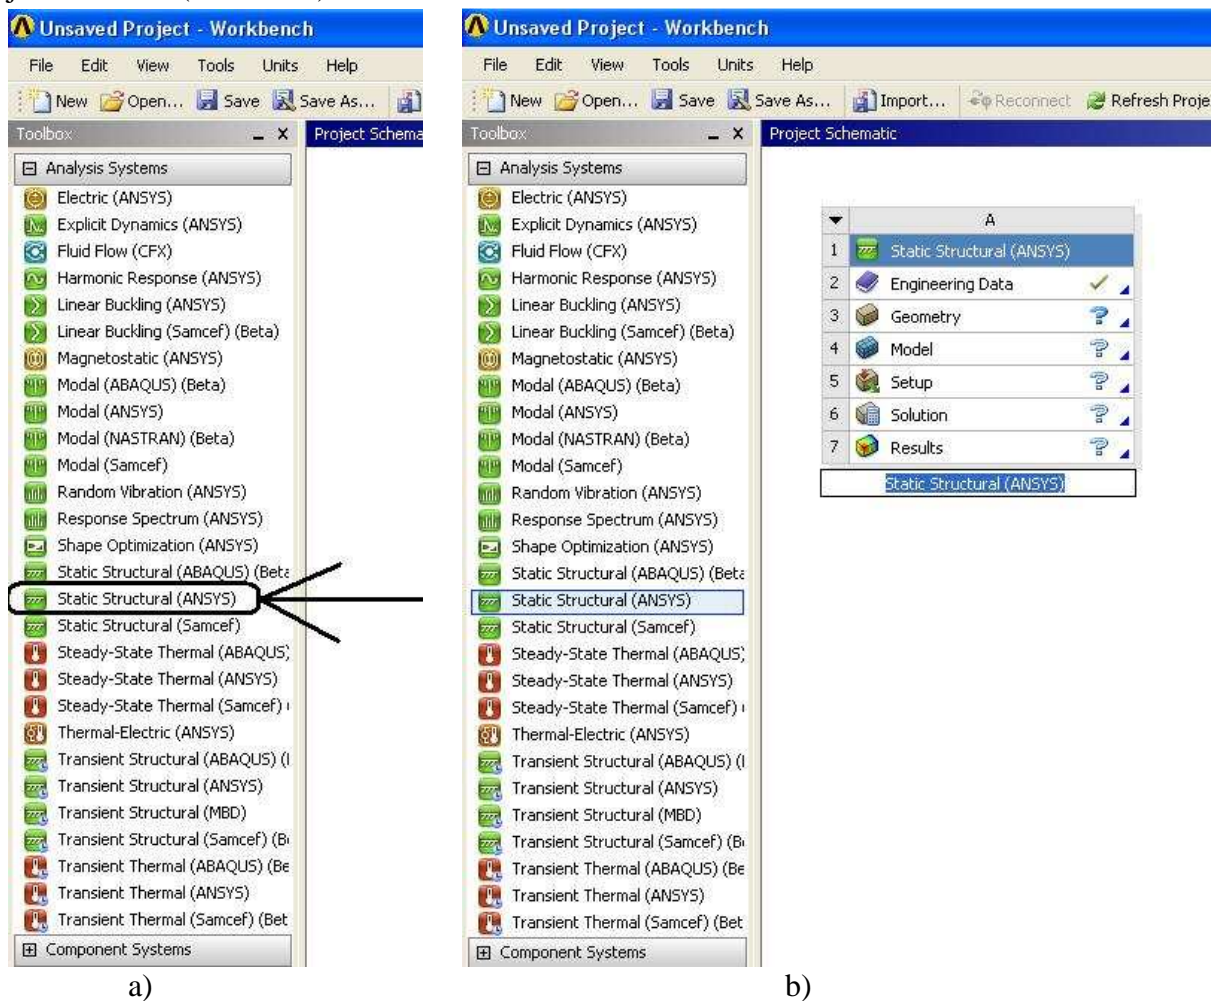 Unsaved Project - Workbench
File Edit View Tools Units Help
New Open... Save Save As...
Toolbox
Project Schema
Analysis Systems
Electric (ANSYS)
Explicit Dynamics (ANSYS)
Fluid Flow (CFX)
Harmonic Response (ANSYS)
Linear Buckling (ANSYS)
Linear Buckling (Samcef) (Beta)
Magnetostatic (ANSYS)
Modal (ABAQUS) (Beta)
Modal (ANSYS)
Modal (NASTRAN) (Beta)
Modal (Samcef)
Random Vibration (ANSYS)
Response Spectrum (ANSYS)
Shape Optimization (ANSYS)
Static Structural (ABAQUS) (Beta
Static Structural (ANSYS)
Static Structural (Samcef)
Steady-State Thermal (ABAQUS)
Steady-State Thermal (ANSYS)
Steady-State Thermal (Samcef)
Thermal-Electric (ANSYS)
Transient Structural (ABAQUS) (
Transient Structural (ANSYS)
Transient Structural (MBD)
Transient Structural (Samcef) (B
Transient Thermal (ABAQUS) (Be
Transient Thermal (ANSYS)
Transient Thermal (Samcef) (Bet
Component Systems
a)
Unsaved Project - Workbench
File Edit View Tools Units Help
New Open... Save Save As... Import... Reconnect Refresh Proje
Toolbox
Project Schematic
Analysis Systems
Electric (ANSYS)
Explicit Dynamics (ANSYS)
Fluid Flow (CFX)
Harmonic Response (ANSYS)
Linear Buckling (ANSYS)
Linear Buckling (Samcef) (Beta)
Magnetostatic (ANSYS)
Modal (ABAQUS) (Beta)
Modal (ANSYS)
Modal (NASTRAN) (Beta)
Modal (Samcef)
Random Vibration (ANSYS)
Response Spectrum (ANSYS)
Shape Optimization (ANSYS)
Static Structural (ABAQUS) (Beta
Static Structural (ANSYS)
Static Structural (Samcef)
Steady-State Thermal (ABAQUS)
Steady-State Thermal (ANSYS)
Steady-State Thermal (Samcef)
Thermal-Electric (ANSYS)
Transient Structural (ABAQUS) (
Transient Structural (ANSYS)
Transient Structural (MBD)
Transient Structural (Samcef) (B
Transient Thermal (ABAQUS) (Be
Transient Thermal (ANSYS)
Transient Thermal (Samcef) (Bet
Component Systems
A
1 Static Structural (ANSYS)
2 Engineering Data
3 Geometry
4 Model
5 Setup
6 Solution
7 Results
Static Structural (ANSYS)
b)